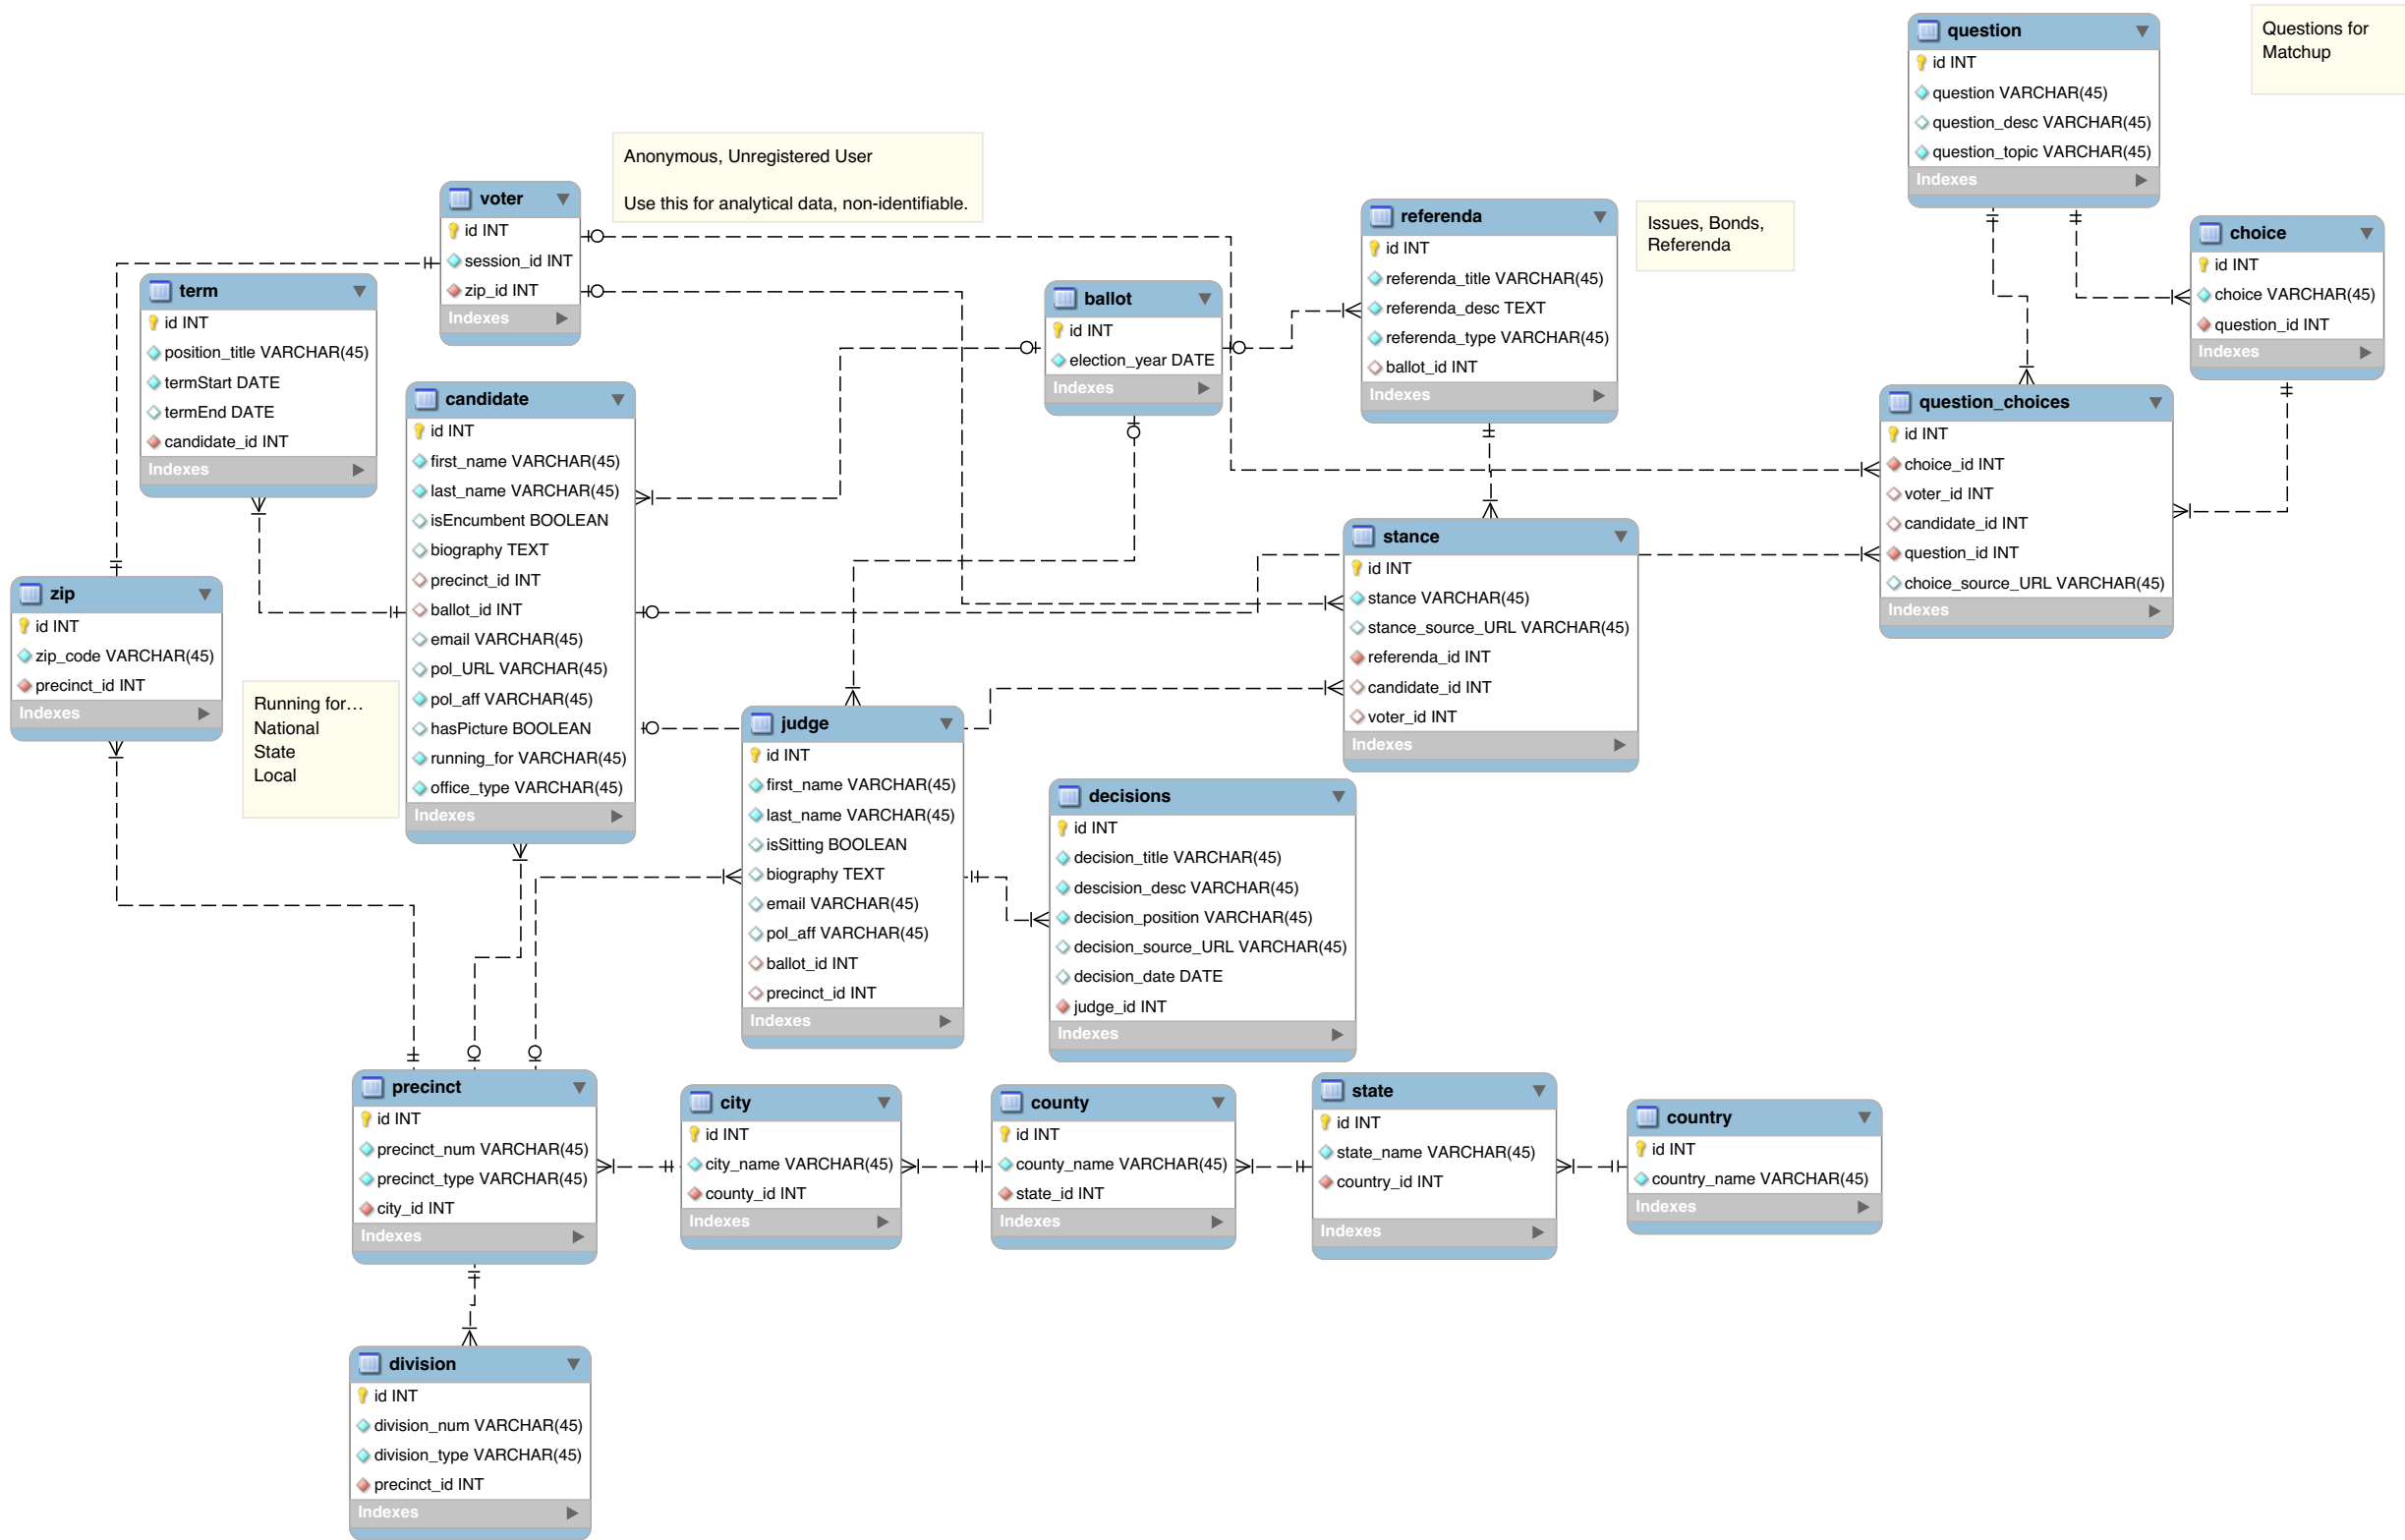 question
id INT
question VARCHAR(45)
question_desc VARCHAR(45)
question_topic VARCHAR(45)
Indexes
Questions for
Matchup
Anonymous, Unregistered User
Use this for analytical data, non-identifiable.
voter
id INT
session_id INT
zip_id INT
Indexes
referenda
id INT
referenda_title VARCHAR(45)
referenda_desc TEXT
referenda_type VARCHAR(45)
ballot_id INT
Indexes
Issues, Bonds,
Referenda
choice
id INT
choice VARCHAR(45)
question_id INT
Indexes
term
id INT
position_title VARCHAR(45)
termStart DATE
termEnd DATE
candidate_id INT
Indexes
ballot
id INT
election_year DATE
Indexes
candidate
id INT
first_name VARCHAR(45)
last_name VARCHAR(45)
isEncumbent BOOLEAN
biography TEXT
precinct_id INT
ballot_id INT
email VARCHAR(45)
pol_URL VARCHAR(45)
pol_aff VARCHAR(45)
hasPicture BOOLEAN
running_for VARCHAR(45)
office_type VARCHAR(45)
Indexes
question_choices
id INT
choice_id INT
voter_id INT
candidate_id INT
question_id INT
choice_source_URL VARCHAR(45)
Indexes
stance
id INT
stance VARCHAR(45)
stance_source_URL VARCHAR(45)
referenda_id INT
candidate_id INT
voter_id INT
Indexes
zip
id INT
zip_code VARCHAR(45)
precinct_id INT
Indexes
Running for...
National
State
Local
judge
id INT
first_name VARCHAR(45)
last_name VARCHAR(45)
isSitting BOOLEAN
biography TEXT
email VARCHAR(45)
pol_aff VARCHAR(45)
ballot_id INT
precinct_id INT
Indexes
decisions
id INT
decision_title VARCHAR(45)
descision_desc VARCHAR(45)
decision_position VARCHAR(45)
decision_source_URL VARCHAR(45)
decision_date DATE
judge_id INT
Indexes
precinct
id INT
precinct_num VARCHAR(45)
precinct_type VARCHAR(45)
city_id INT
Indexes
city
id INT
city_name VARCHAR(45)
county_id INT
Indexes
county
id INT
county_name VARCHAR(45)
state_id INT
Indexes
state
id INT
state_name VARCHAR(45)
country_id INT
Indexes
country
id INT
country_name VARCHAR(45)
Indexes
division
id INT
division_num VARCHAR(45)
division_type VARCHAR(45)
precinct_id INT
Indexes